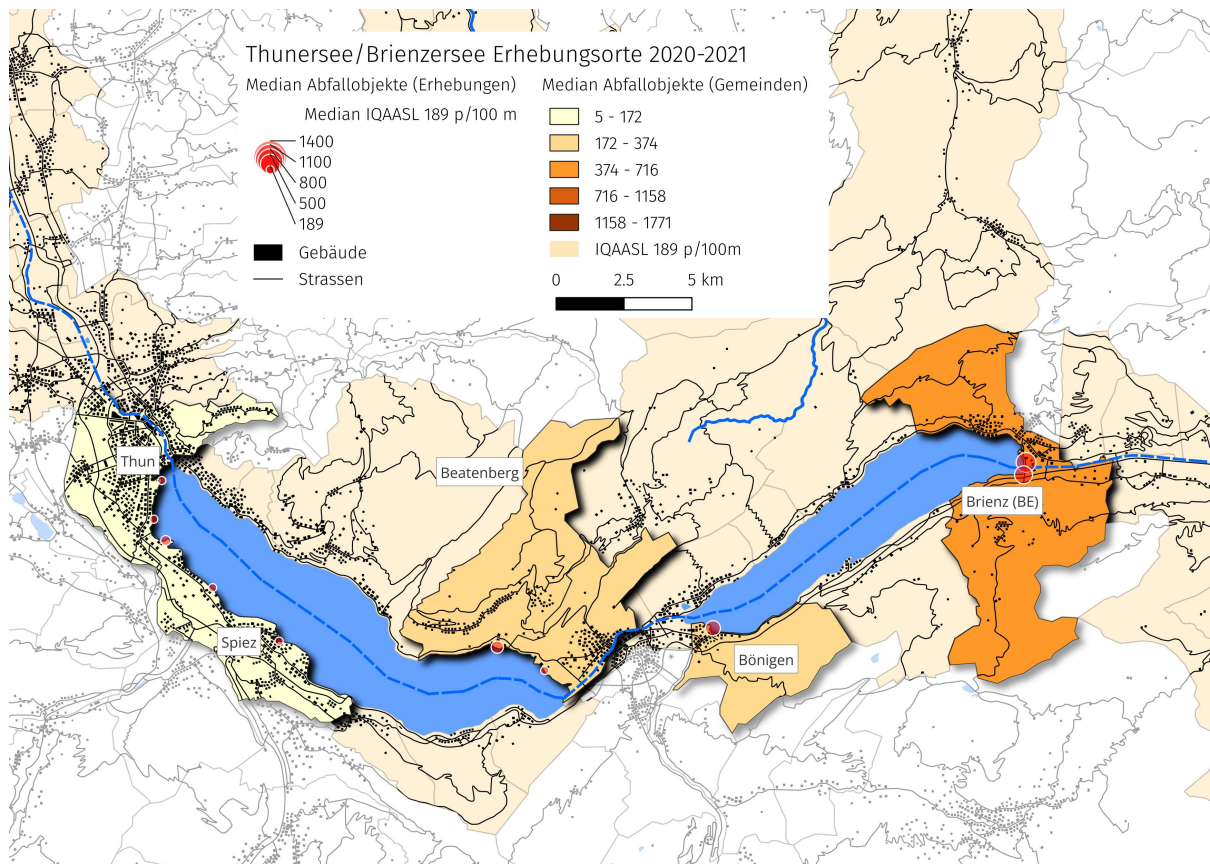 Thunersee/Brienzersee Erhebungsorte 2020-2021
Median Abfallobjekte (Erhebungen)
Median IQAASL 189 p/100 m
1400
1100
800
500
189
Gebäude
Strassen
Median Abfallobjekte (Gemeinden)
5 - 172
172 - 374
374 - 716
716 - 1158
1158 - 1771
IQAASL 189 p/100m
0 2.5 5 km
Thun
Beatenberg
Brienz (BE)
Spiez
Bönigen